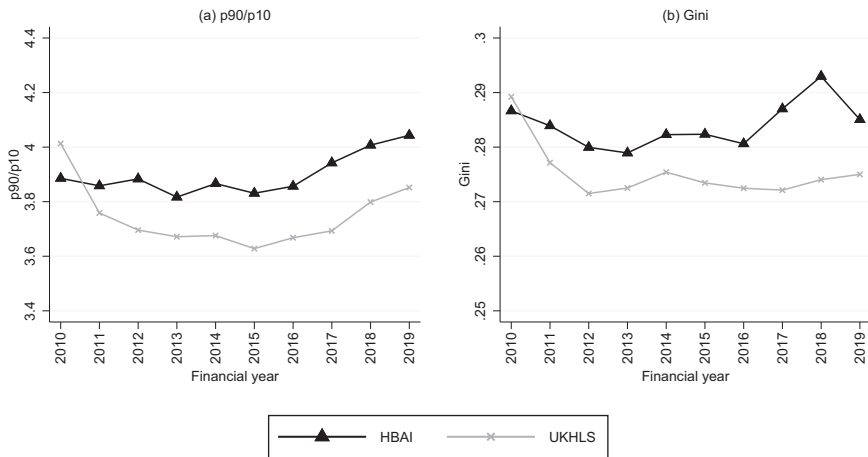 (a) p90/p10
p90/p10
4.4
4.2
4
3.8
3.6
3.4
2010 2011 2012 2013 2014 2015 2016 2017 2018 2019
Financial year
(b) Gini
Gini
.3
.29
.28
.27
.26
.25
2010 2011 2012 2013 2014 2015 2016 2017 2018 2019
Financial year
HBAI UKHLS